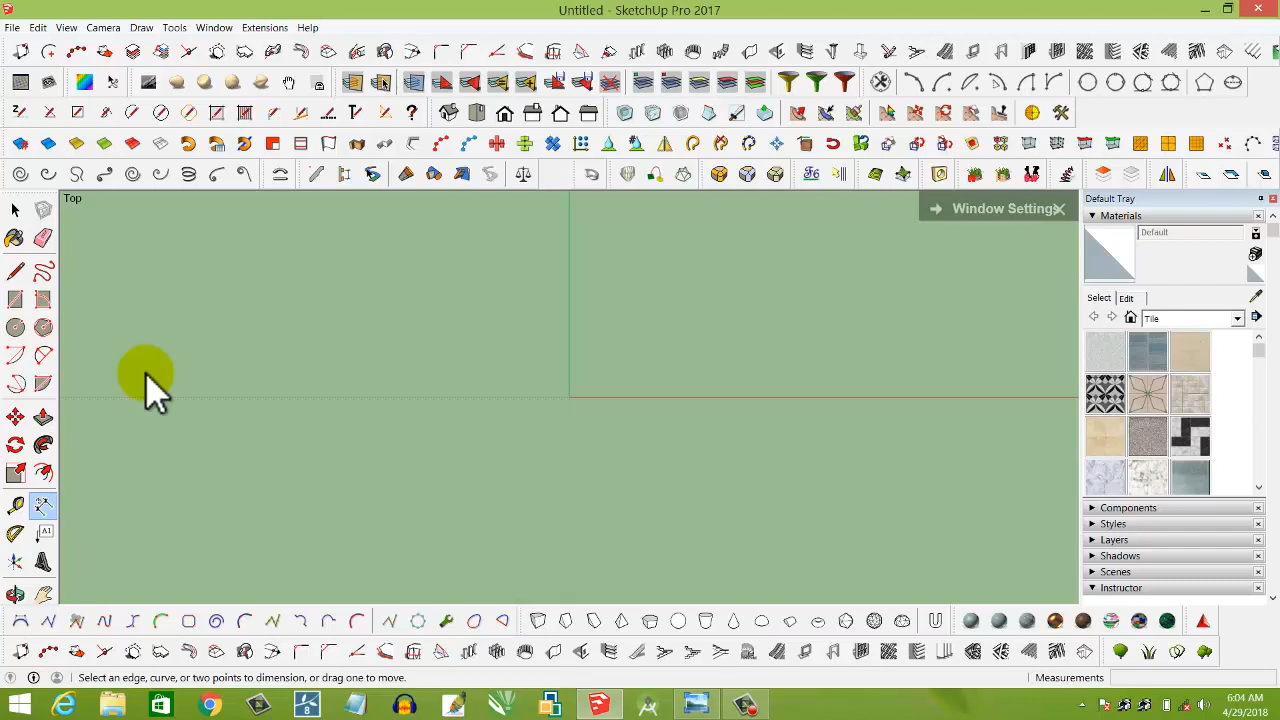 Untitled - SketchUp Pro 2017
File Edit View Camera Draw Tools Window Extensions Help
Top
Window Settings
Default Tray
Materials
Default
Select Edit
Tile
A1
Components
Styles
Layers
Shadows
Scenes
Instructor
Select an edge, curve, or two points to dimension, or drag one to move.
Measurements
8
6:04 AM
4/29/2018